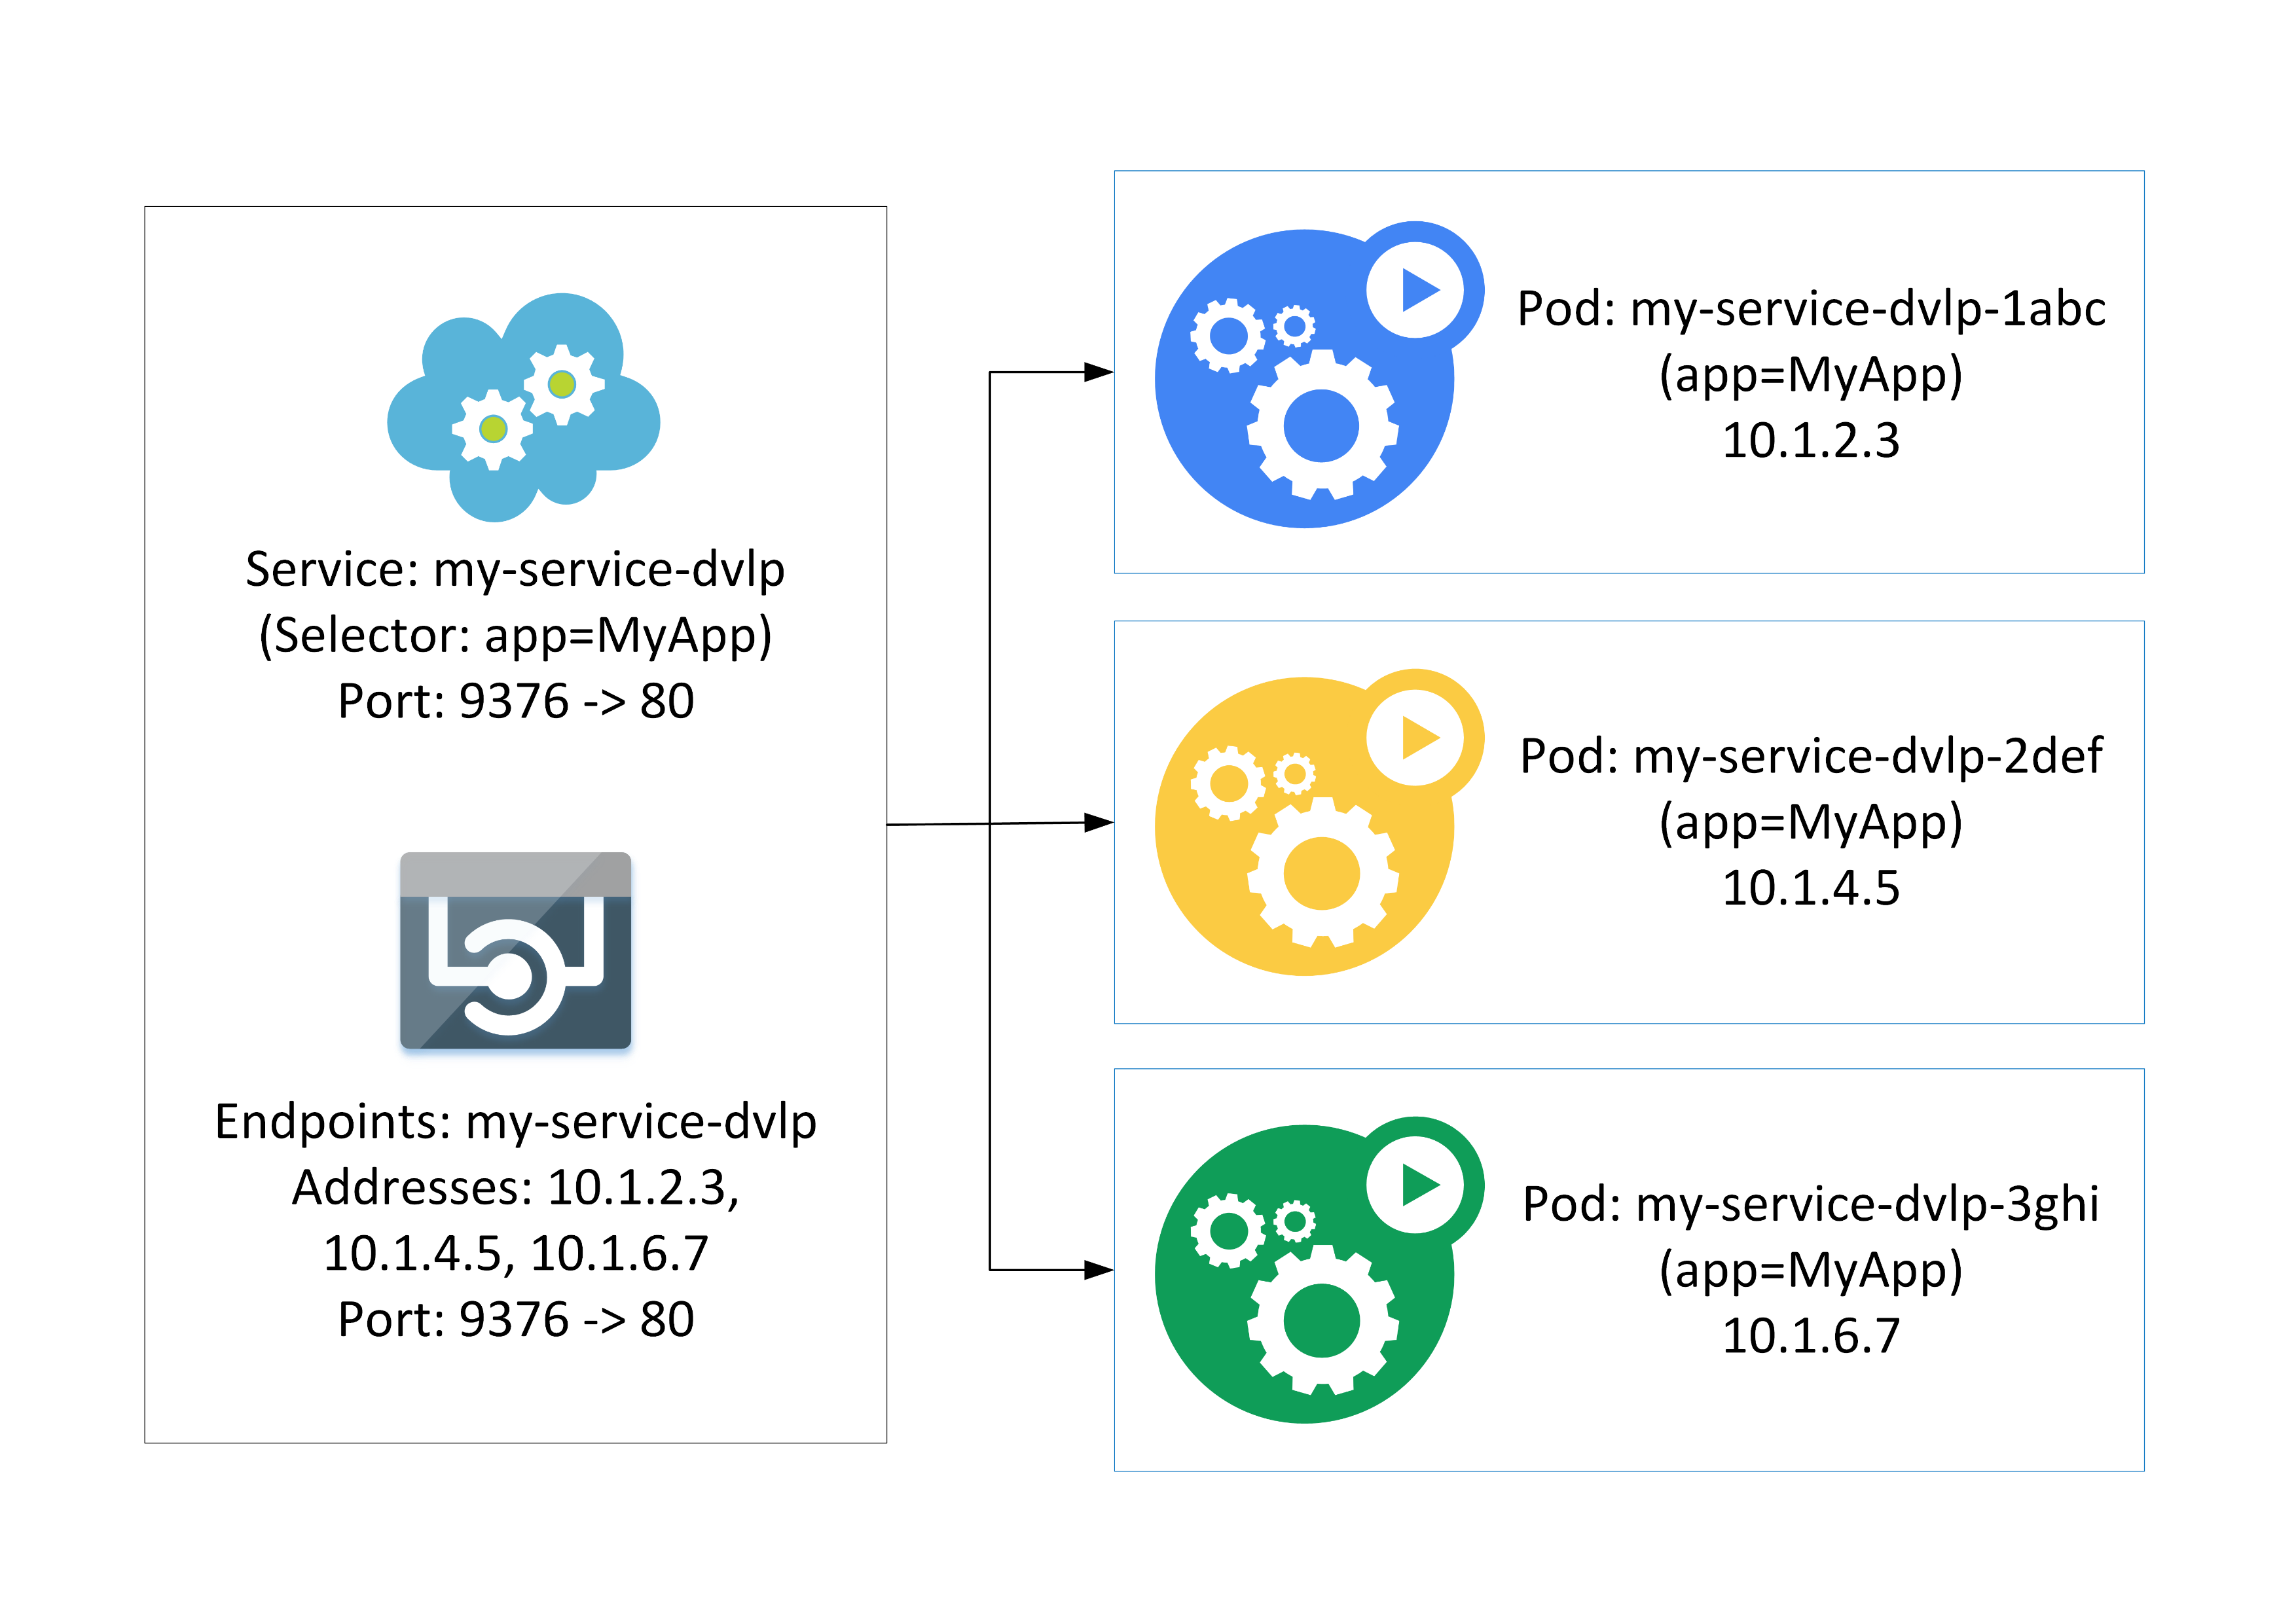 Service: my-service-dvlp
(Selector: app=MyApp)
Port: 9376 -> 80
Endpoints: my-service-dvlp
Addresses: 10.1.2.3,
10.1.4.5, 10.1.6.7
Port: 9376 -> 80
Pod: my-service-dvlp-1abc
(app=MyApp)
10.1.2.3
Pod: my-service-dvlp-2def
(app=MyApp)
10.1.4.5
Pod: my-service-dvlp-3ghi
(app=MyApp)
10.1.6.7